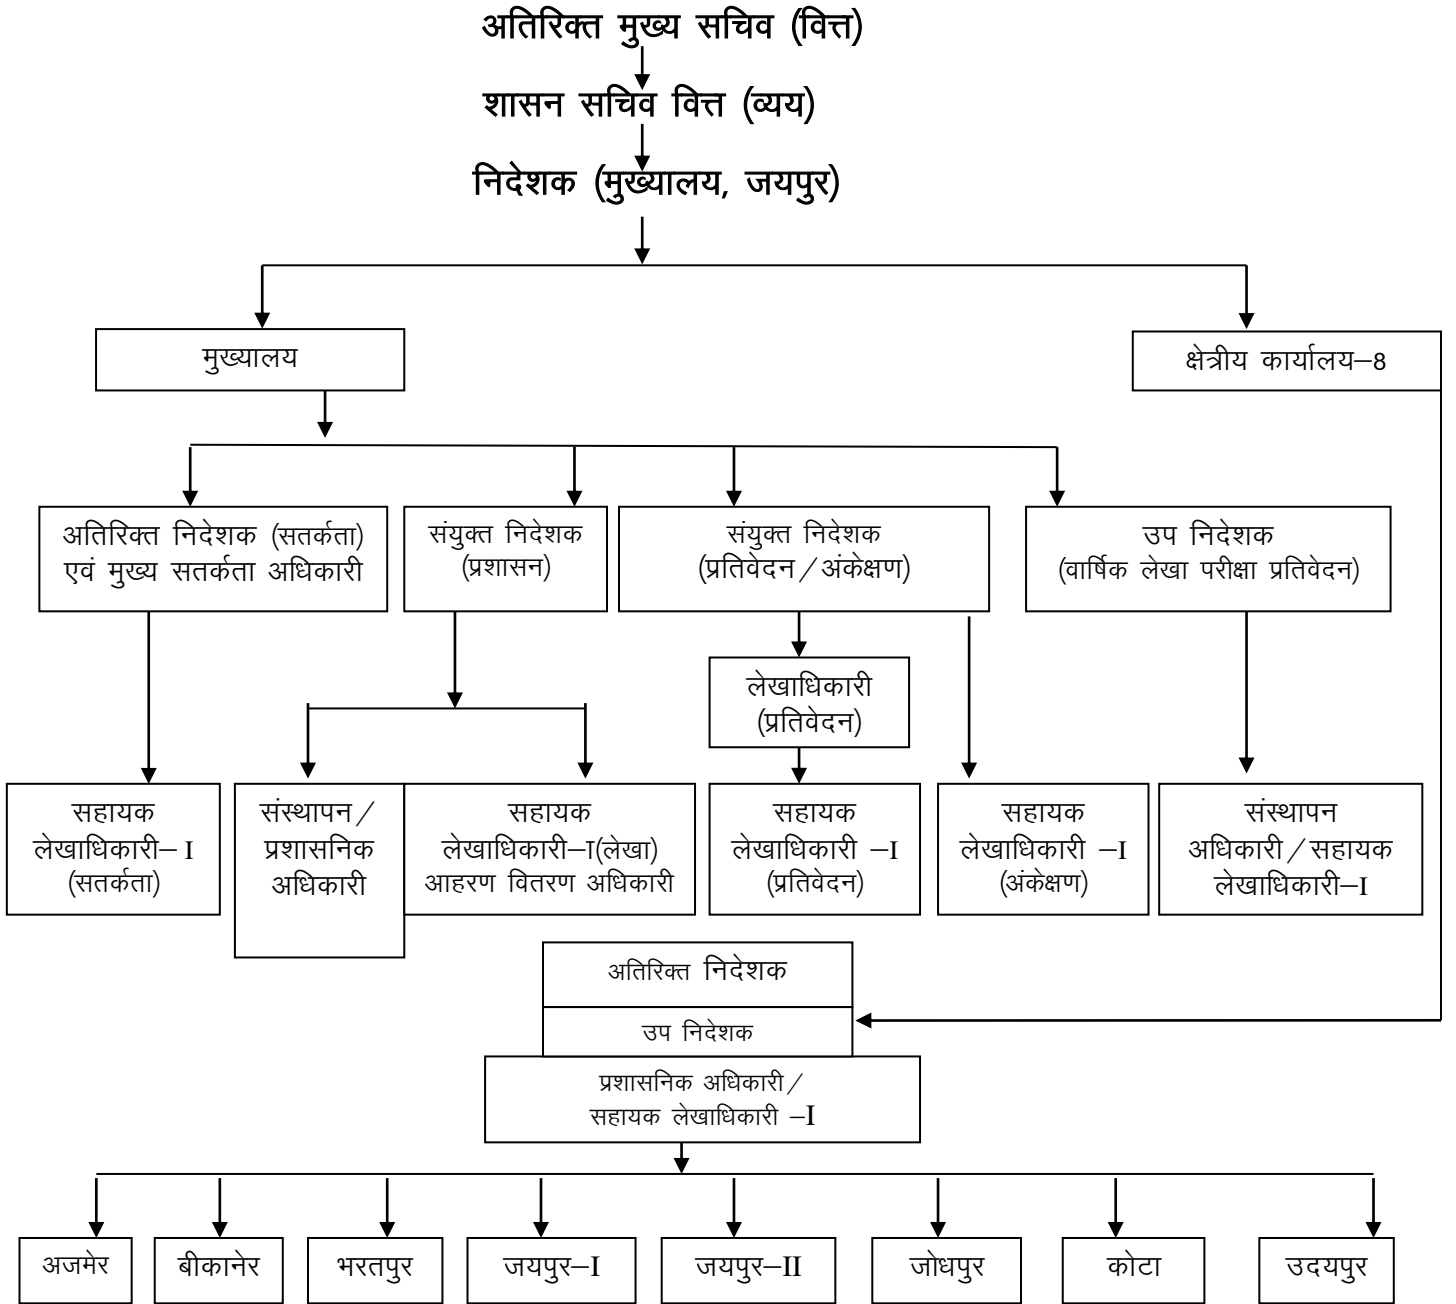 अतिरिक्त मुख्य सचिव (वित्त)
शासन सचिव वित्त (व्यय)
निदेशक (मुख्यालय, जयपुर)
मुख्यालय
क्षेत्रीय कार्यालय–8
अतिरिक्त निदेशक (सतर्कता)
एवं मुख्य सतर्कता अधिकारी
संयुक्त निदेशक
(प्रशासन)
संयुक्त निदेशक
(प्रतिवेदन/अंकेक्षण)
उप निदेशक
(वार्षिक लेखा परीक्षा प्रतिवेदन)
लेखाधिकारी
(प्रतिवेदन)
सहायक
लेखाधिकारी– I
(सतर्कता)
संस्थापन/
प्रशासनिक
अधिकारी
सहायक
लेखाधिकारी–I(लेखा)
आहरण वितरण अधिकारी
सहायक
लेखाधिकारी –I
(प्रतिवेदन)
सहायक
लेखाधिकारी –I
(अंकेक्षण)
संस्थापन
अधिकारी/सहायक
लेखाधिकारी–I
अतिरिक्त निदेशक
उप निदेशक
प्रशासनिक अधिकारी/
सहायक लेखाधिकारी –I
अजमेर
बीकानेर
भरतपुर
जयपुर–I
जयपुर–II
जोधपुर
कोटा
उदयपुर